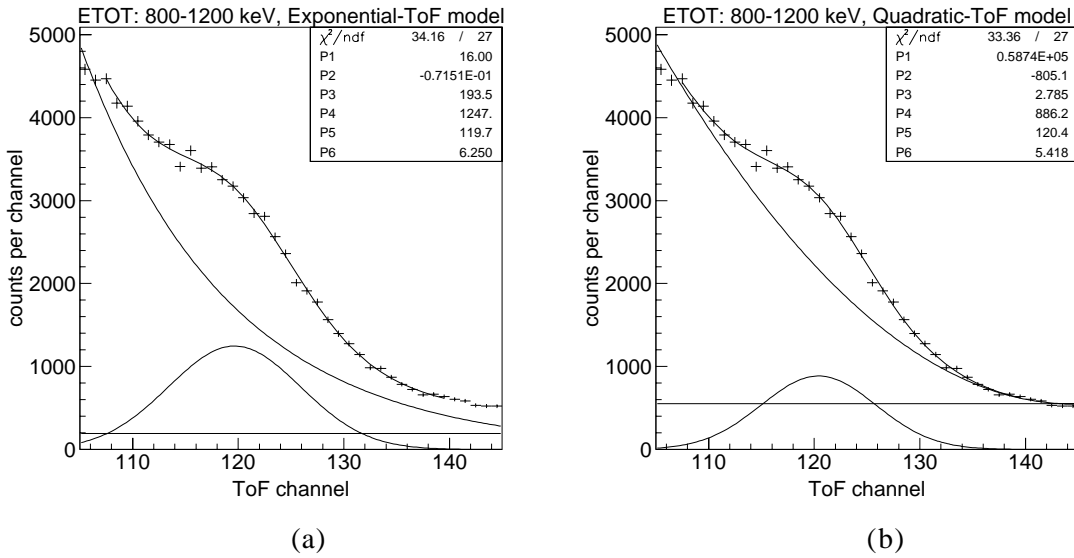 ETOT: 800-1200 keV, Exponential-ToF model
χ²/ndf 34.16 / 27
P1 16.00
P2 -0.7151E-01
P3 193.5
P4 1247.
P5 119.7
P6 6.250
counts per channel
5000
4000
3000
2000
1000
0
110 120 130 140
ToF channel
(a)
ETOT: 800-1200 keV, Quadratic-ToF model
χ²/ndf 33.36 / 27
P1 0.5874E+05
P2 -805.1
P3 2.785
P4 886.2
P5 120.4
P6 5.418
counts per channel
5000
4000
3000
2000
1000
0
110 120 130 140
ToF channel
(b)